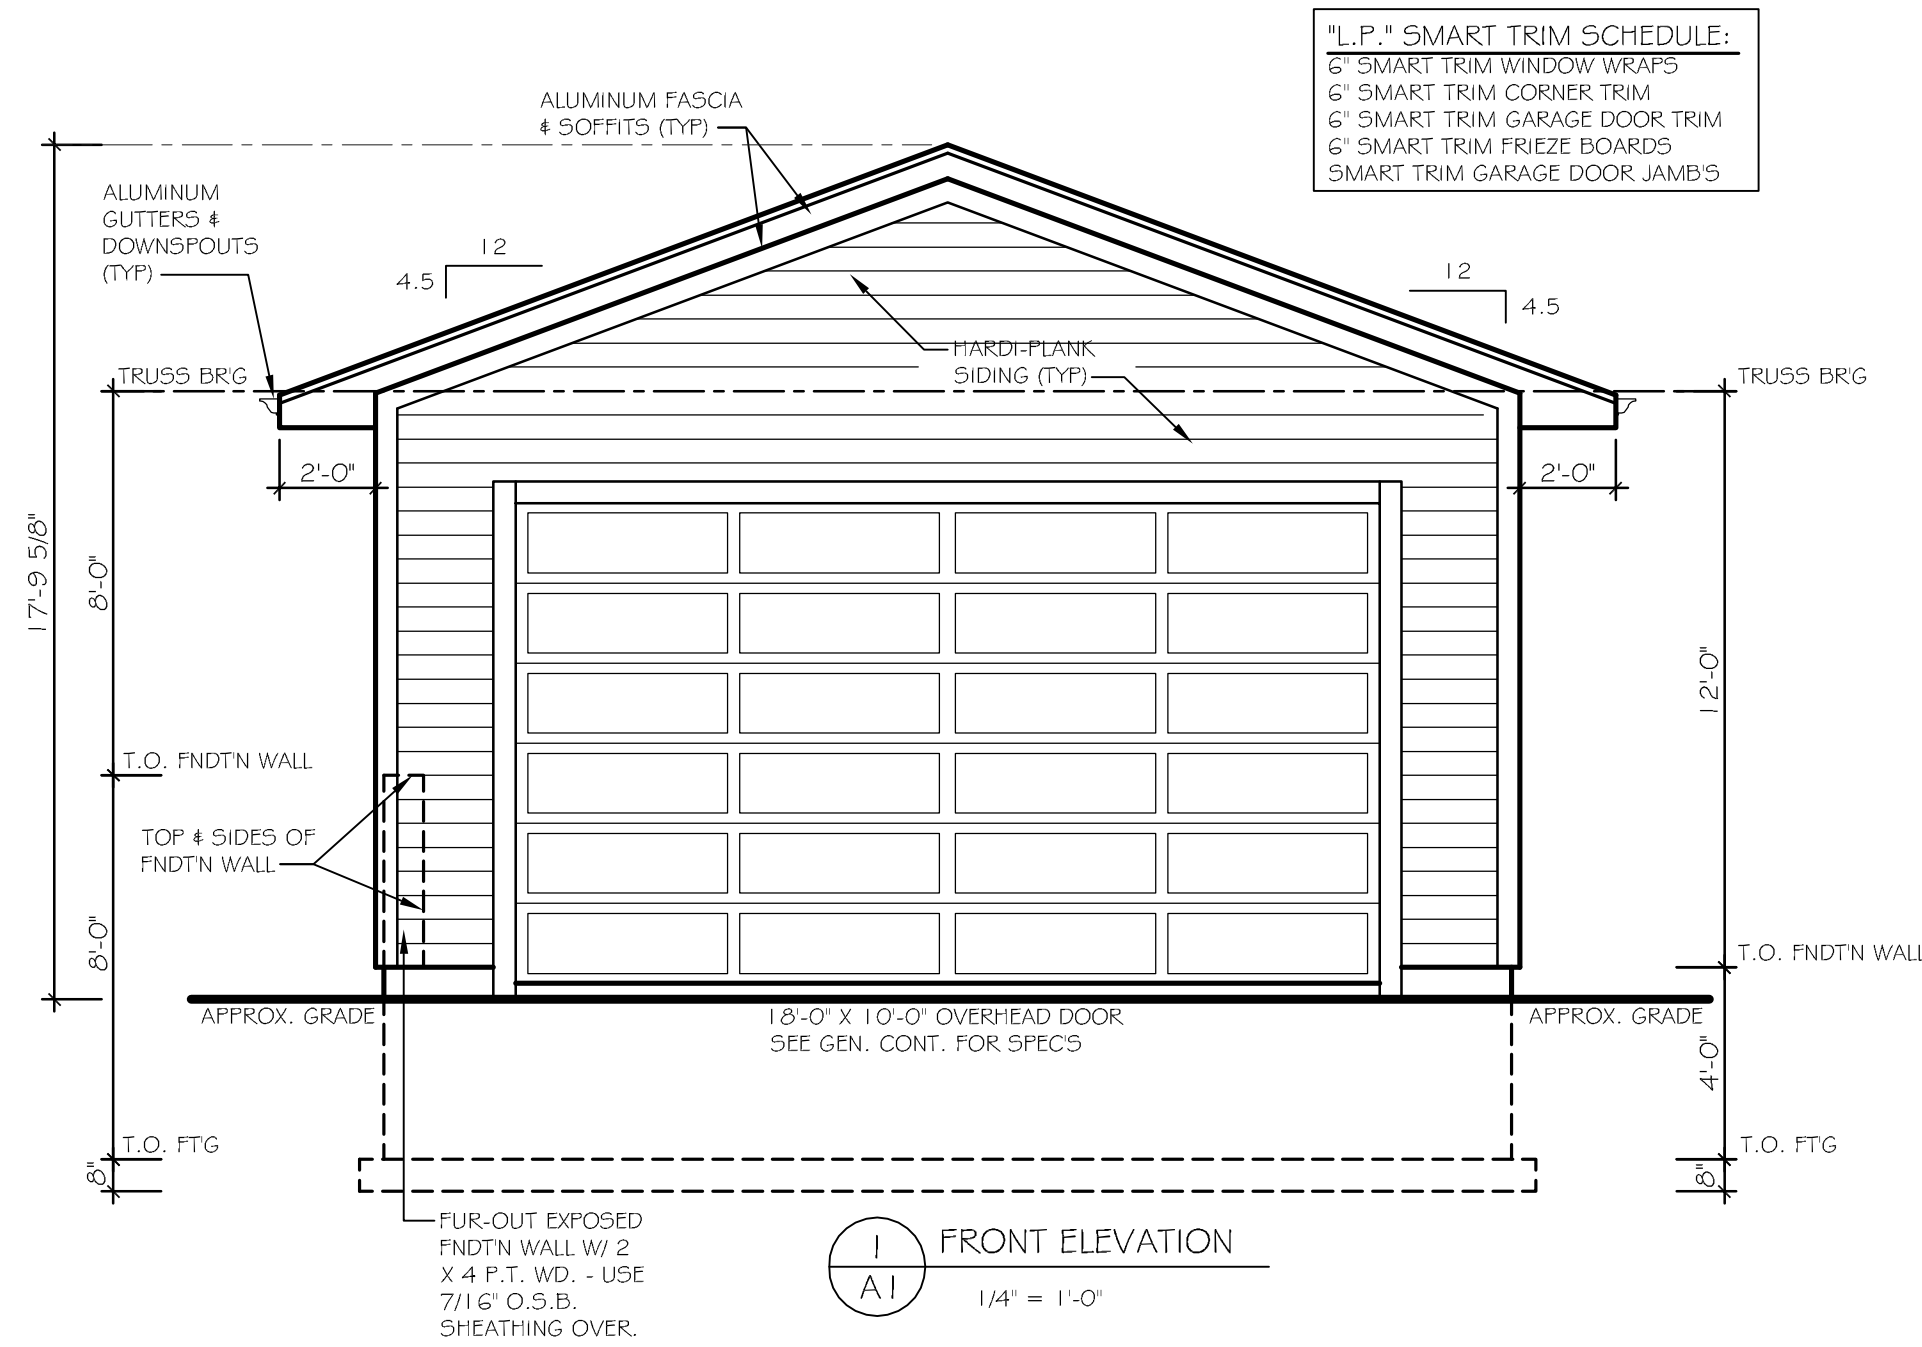 "L.P." SMART TRIM SCHEDULE:
6" SMART TRIM WINDOW WRAPS
6" SMART TRIM CORNER TRIM
6" SMART TRIM GARAGE DOOR TRIM
6" SMART TRIM FRIEZE BOARDS
SMART TRIM GARAGE DOOR JAMB'S
ALUMINUM FASCIA
& SOFFITS (TYP)
ALUMINUM
GUTTERS &
DOWNSPOUTS
(TYP)
12
4.5
12
4.5
HARDI-PLANK
SIDING (TYP)
TRUSS BR'G
TRUSS BR'G
2'-0"
2'-0"
17'-9 5/8"
8'-0"
12'-0"
T.O. FNDT'N WALL
TOP & SIDES OF
FNDT'N WALL
8'-0"
T.O. FNDT'N WALL
APPROX. GRADE
18'-0" X 10'-0" OVERHEAD DOOR
SEE GEN. CONT. FOR SPEC'S
APPROX. GRADE
4'-0"
T.O. FT'G
T.O. FT'G
8"
8"
FUR-OUT EXPOSED
FNDT'N WALL W/ 2
X 4 P.T. WD. - USE
7/16" O.S.B.
SHEATHING OVER.
1
A1
FRONT ELEVATION
1/4" = 1'-0"